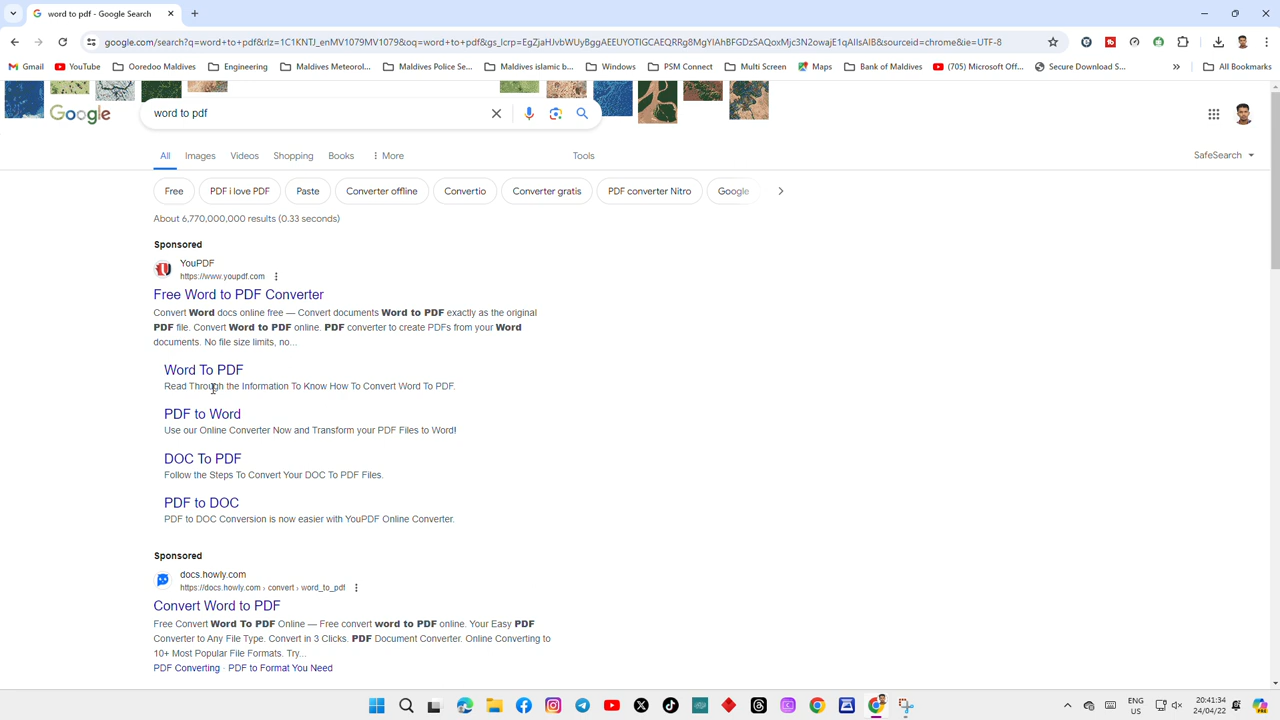 word to pdf - Google Search
google.com/search?q=word+to+pdf&rlz=1C1KNTJ_enMV1079MV1079&oq=word+to+pdf&gs_lcrp=EgZjaHJvbWUyBggAEEUYOTIGCAEQRRg8MgYIAhBFGDzSAQoxMjc3N2owajE1qAIIsAIB&sourceid=chrome&ie=UTF-8
Gmail YouTube Ooredoo Maldives Engineering Maldives Meteorol... Maldives Police Se... Maldives islamic b... Windows PSM Connect Multi Screen Maps Bank of Maldives (705) Microsoft Off... Secure Download S... » All Bookmarks
Google word to pdf
All Images Videos Shopping Books More Tools SafeSearch
Free PDF i love PDF Paste Converter offline Convertio Converter gratis PDF converter Nitro Google
About 6,770,000,000 results (0.33 seconds)
Sponsored
YouPDF
https://www.youpdf.com
Free Word to PDF Converter
Convert Word docs online free — Convert documents Word to PDF exactly as the original
PDF file. Convert Word to PDF online. PDF converter to create PDFs from your Word
documents. No file size limits, no...
Word To PDF
Read Through the Information To Know How To Convert Word To PDF.
PDF to Word
Use our Online Converter Now and Transform your PDF Files to Word!
DOC To PDF
Follow the Steps To Convert Your DOC To PDF Files.
PDF to DOC
PDF to DOC Conversion is now easier with YouPDF Online Converter.
Sponsored
docs.howly.com
https://docs.howly.com › convert › word_to_pdf
Convert Word to PDF
Free Convert Word To PDF Online — Free convert word to PDF online. Your Easy PDF
Converter to Any File Type. Convert in 3 Clicks. PDF Document Converter. Online Converting to
10+ Most Popular File Formats. Try...
PDF Converting · PDF to Format You Need
ENG
US
20:41:34
24/04/22